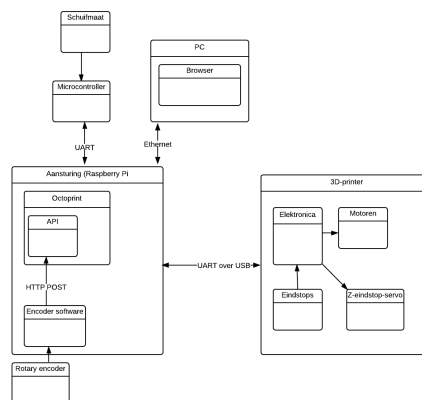 Schuifmaat
Microcontroller
UART
PC
Browser
Ethernet
Aansturing (Raspberry Pi
Octoprint
API
HTTP POST
Encoder software
Rotary encoder
UART over USB
3D-printer
Elektronica
Motoren
Eindstops
Z-eindstop-servo